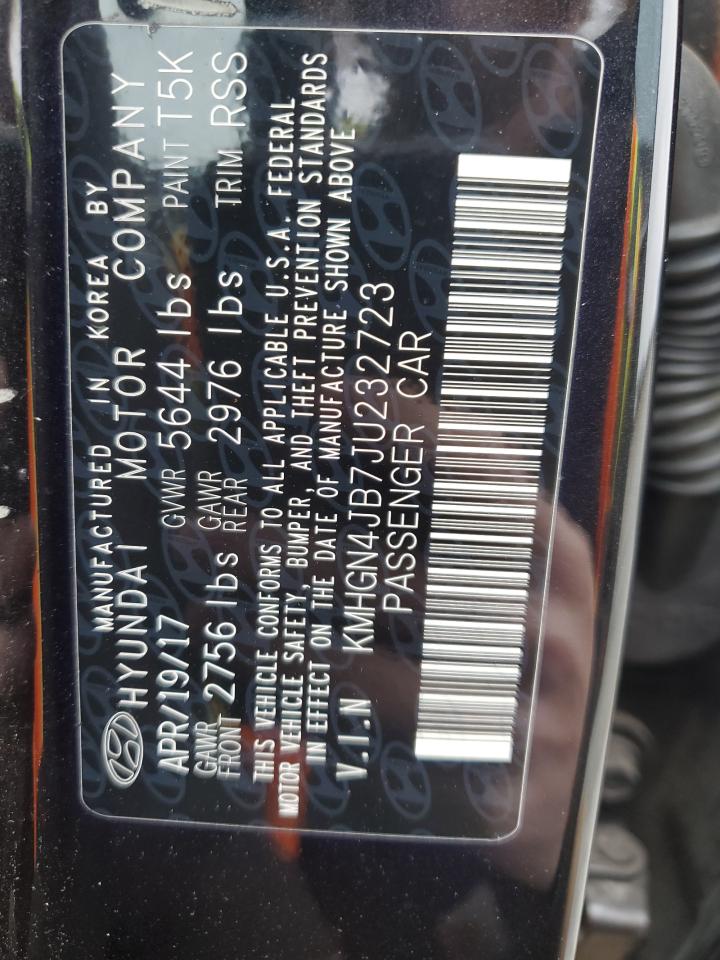 MANUFACTURED IN KOREA BY
HYUNDAI MOTOR COMPANY
APR/19/17 GVWR 5644 lbs PAINT T5K
GAWR FRONT 2756 lbs GAWR REAR 2976 lbs TRIM RSS
THIS VEHICLE CONFORMS TO ALL APPLICABLE U.S.A. FEDERAL
MOTOR VEHICLE SAFETY, BUMPER, AND THEFT PREVENTION STANDARDS
IN EFFECT ON THE DATE OF MANUFACTURE SHOWN ABOVE
V.I.N KMHGN4JB7JU232723
PASSENGER CAR